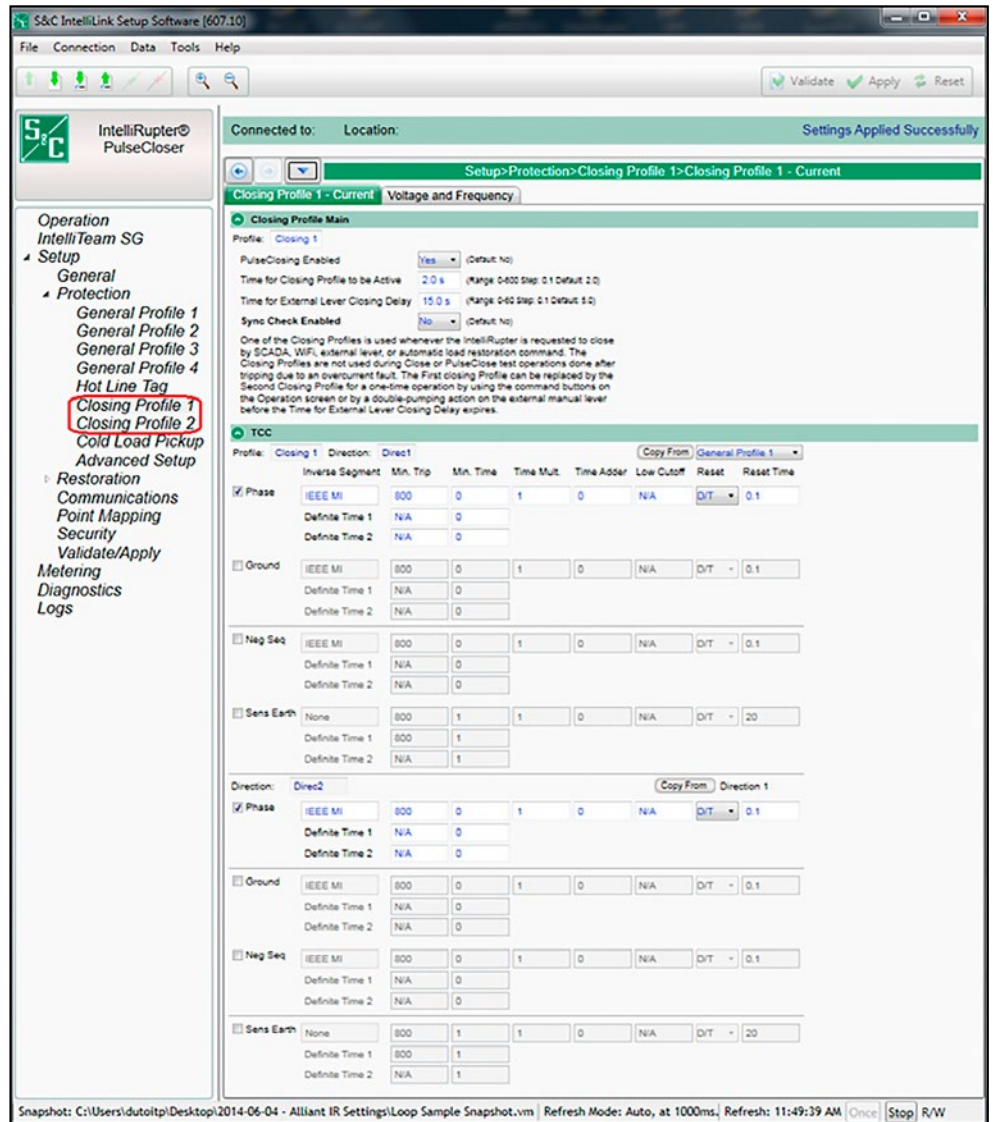 S&C IntelliLink Setup Software [607.10]
File Connection Data Tools Help
Validate Apply Reset
S&C
IntelliRupter®
PulseCloser
Connected to: Location: Settings Applied Successfully
Setup>Protection>Closing Profile 1>Closing Profile 1 - Current
Closing Profile 1 - Current Voltage and Frequency
Operation
IntelliTeam SG
Setup
General
Protection
General Profile 1
General Profile 2
General Profile 3
General Profile 4
Hot Line Tag
Closing Profile 1
Closing Profile 2
Cold Load Pickup
Advanced Setup
Restoration
Communications
Point Mapping
Security
Validate/Apply
Metering
Diagnostics
Logs
Closing Profile Main
Profile: Closing 1
PulseClosing Enabled Yes (Default: No)
Time for Closing Profile to be Active 2.0 s (Range: 0-600 Step: 0.1 Default: 2.0)
Time for External Lever Closing Delay 15.0 s (Range: 0-60 Step: 0.1 Default: 5.0)
Sync Check Enabled No (Default: No)
One of the Closing Profiles is used whenever the IntelliRupter is requested to close
by SCADA, WiFi, external lever, or automatic load restoration command. The
Closing Profiles are not used during Close or PulseClose test operations done after
tripping due to an overcurrent fault. The First closing Profile can be replaced by the
Second Closing Profile for a one-time operation by using the command buttons on
the Operation screen or by a double-pumping action on the external manual lever
before the Time for External Lever Closing Delay expires.
TCC
Profile: Closing 1 Direction: Direc1 Copy From General Profile 1
Inverse Segment Min. Trip Min. Time Time Mult. Time Adder Low Cutoff Reset Reset Time
Phase IEEE MI 800 0 1 0 N/A D/T 0.1
Definite Time 1 N/A 0
Definite Time 2 N/A 0
Ground IEEE MI 800 0 1 0 N/A D/T 0.1
Definite Time 1 N/A 0
Definite Time 2 N/A 0
Neg Seq IEEE MI 800 0 1 0 N/A D/T 0.1
Definite Time 1 N/A 0
Definite Time 2 N/A 0
Sens Earth None 800 1 1 0 N/A D/T 20
Definite Time 1 800 1
Definite Time 2 N/A 1
Direction: Direc2 Copy From Direction 1
Phase IEEE MI 800 0 1 0 N/A D/T 0.1
Definite Time 1 N/A 0
Definite Time 2 N/A 0
Ground IEEE MI 800 0 1 0 N/A D/T 0.1
Definite Time 1 N/A 0
Definite Time 2 N/A 0
Neg Seq IEEE MI 800 0 1 0 N/A D/T 0.1
Definite Time 1 N/A 0
Definite Time 2 N/A 0
Sens Earth None 800 1 1 0 N/A D/T 20
Definite Time 1 800 1
Definite Time 2 N/A 1
Snapshot: C:\Users\dutoitp\Desktop\2014-06-04 - Alliant IR Settings\Loop Sample Snapshot.vm Refresh Mode: Auto, at 1000ms. Refresh: 11:49:39 AM Once Stop R/W